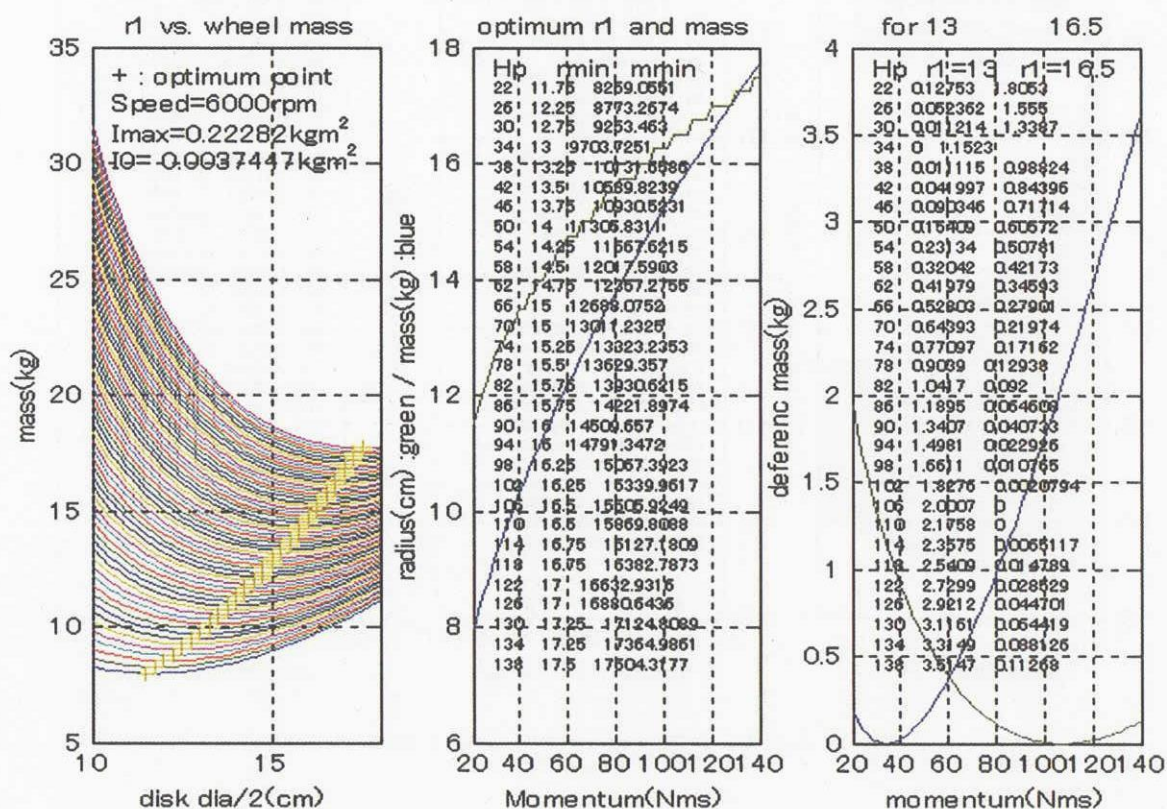 r1 vs. wheel mass
+ : optimum point
Speed=6000rpm
Imax=0.22282kgm²
I0= 0.0037447kgm²
35
30
25
20
15
10
5
mass(kg)
10 15
disk dia/2(cm)
optimum r1 and mass
Hp rmin mmin
22 11.75 8259.0551
26 12.25 8773.2674
30 12.75 9253.463
34 13 9703.7251
38 13.25
42 13.5
46 13.75 10930.5231
50 14 11305.8311
54 14.25 11667.6215
58 14.5 12017.5903
62 14.75 12357.2755
66 15 12688.0752
70 15 13011.2325
74 15.25 13323.2353
78 15.5 13629.357
82 15.75 13930.6215
86 15.75 14221.8974
90 16 14509.657
94 16 14791.3472
98 16.25 15067.3923
102 16.25 15339.9617
106 16.5 15605.9249
110 16.5 15869.8088
114 16.75 16127.1809
118 16.75 16382.7873
122 17 16632.9316
126 17 16880.6436
130 17.25 17124.8089
134 17.25 17364.9861
138 17.5 17604.3177
18
16
14
12
10
8
6
radius(cm) :green / mass(kg) :blue
20 40 60 80 100120140
Momentum(Nms)
for 13 16.5
Hp r1=13 r1=16.5
22 0.12753 1.8053
26 0.052362 1.555
30 0.011214 1.3387
34 0 1.1523
38 0.011115 0.98824
42 0.041997 0.84396
46 0.090346 0.71714
50 0.15409 0.60572
54 0.23134 0.50781
58 0.32042 0.42173
62 0.41979 0.34593
66 0.52803 0.27901
70 0.64393 0.21974
74 0.77097 0.17162
78 0.9039 0.12938
82 1.0417 0.092
86 1.1895 0.064608
90 1.3407 0.040733
94 1.4981 0.022926
98 1.6611 0.010765
102 1.8276 0.0020794
106 2.0007 0
110 2.1758 0
114 2.3575 0.0065117
118 2.5409 0.014789
122 2.7299 0.028529
126 2.9212 0.044701
130 3.1161 0.064419
134 3.3149 0.088126
138 3.5147 0.11268
4
3.5
3
2.5
2
1.5
1
0.5
0
deferenc mass(kg)
20 40 60 80 100120140
momentum(Nms)